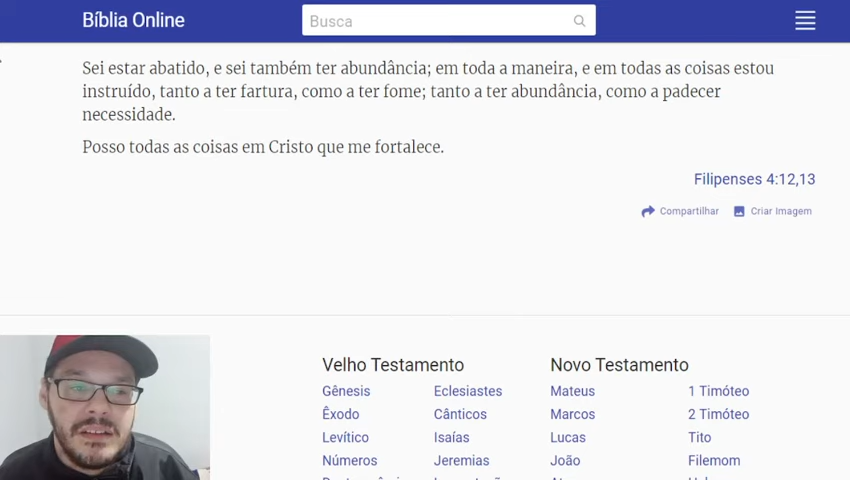 Bíblia Online
Busca
Sei estar abatido, e sei também ter abundância; em toda a maneira, e em todas as coisas estou
instruído, tanto a ter fartura, como a ter fome; tanto a ter abundância, como a padecer
necessidade.
Posso todas as coisas em Cristo que me fortalece.
Filipenses 4:12,13
Compartilhar
Criar Imagem
Velho Testamento
Novo Testamento
Gênesis
Eclesiastes
Mateus
1 Timóteo
Êxodo
Cânticos
Marcos
2 Timóteo
Levítico
Isaías
Lucas
Tito
Números
Jeremias
João
Filemom